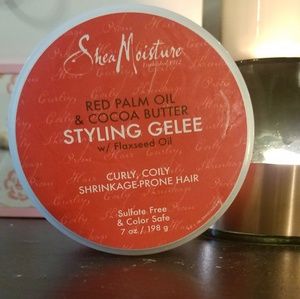 SheaMoisture
Established 1912
RED PALM OIL
& COCOA BUTTER
STYLING GELEE
w/ Flaxseed Oil
CURLY, COILY
SHRINKAGE-PRONE HAIR
Sulfate Free
& Color Safe
7 oz./198 g